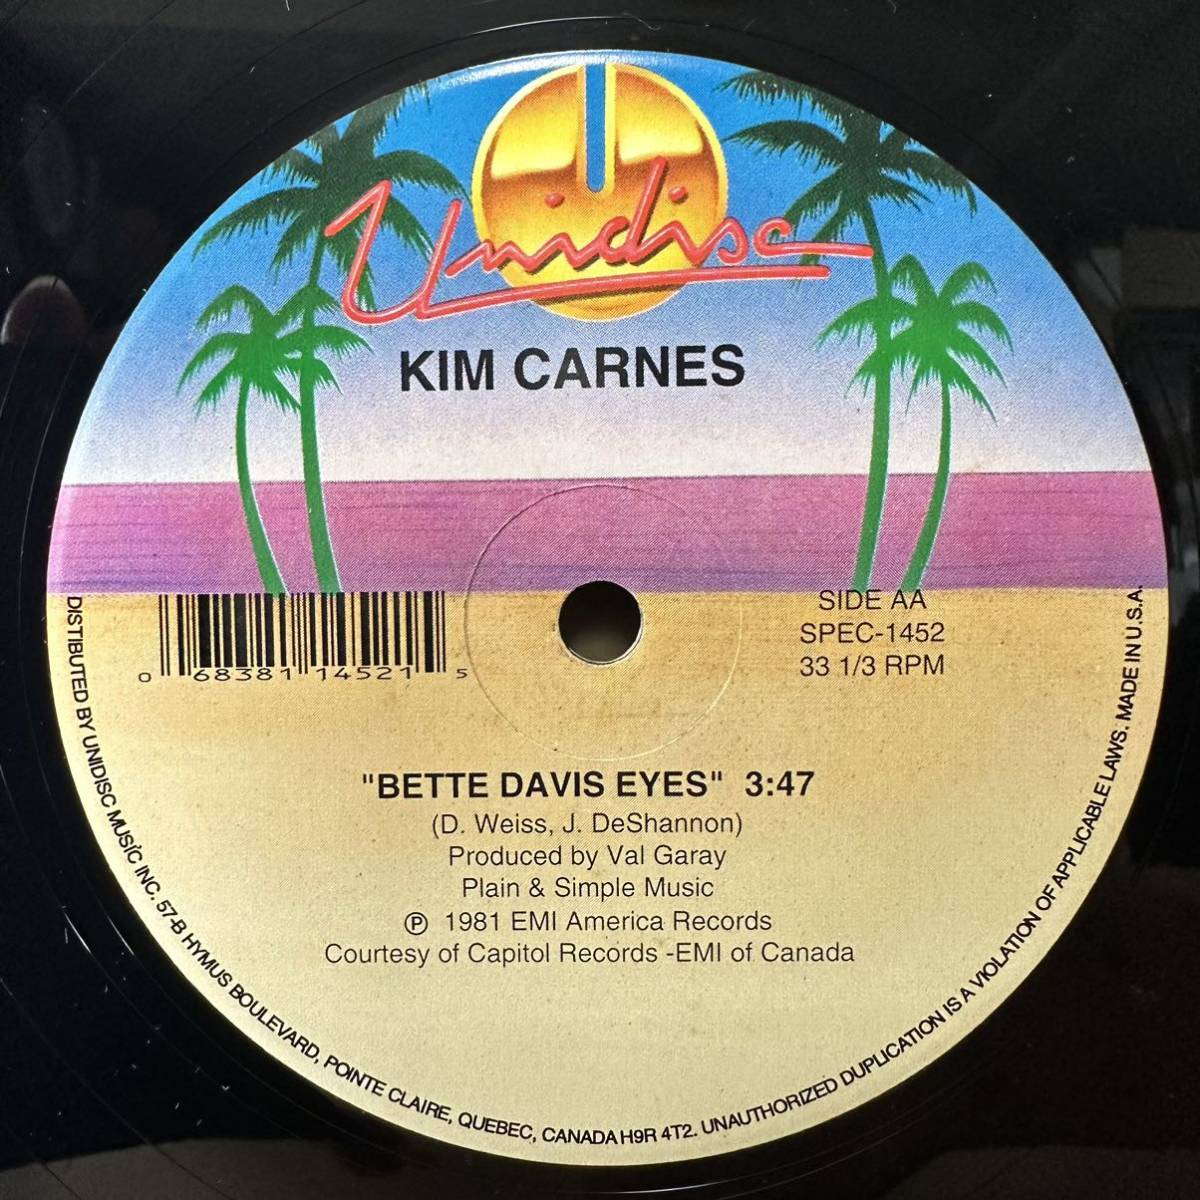 Unidisc
KIM CARNES
SIDE AA
SPEC-1452
33 1/3 RPM
0 68381 14521 5
"BETTE DAVIS EYES" 3:47
(D. Weiss, J. DeShannon)
Produced by Val Garay
Plain & Simple Music
℗ 1981 EMI America Records
Courtesy of Capitol Records -EMI of Canada
DISTIBUTED BY UNIDISC MUSIC INC. 57-B HYMUS BOULEVARD, POINTE CLAIRE, QUEBEC, CANADA H9R 4T2. UNAUTHORIZED DUPLICATION IS A VIOLATION OF APPLICABLE LAWS. MADE IN U.S.A.